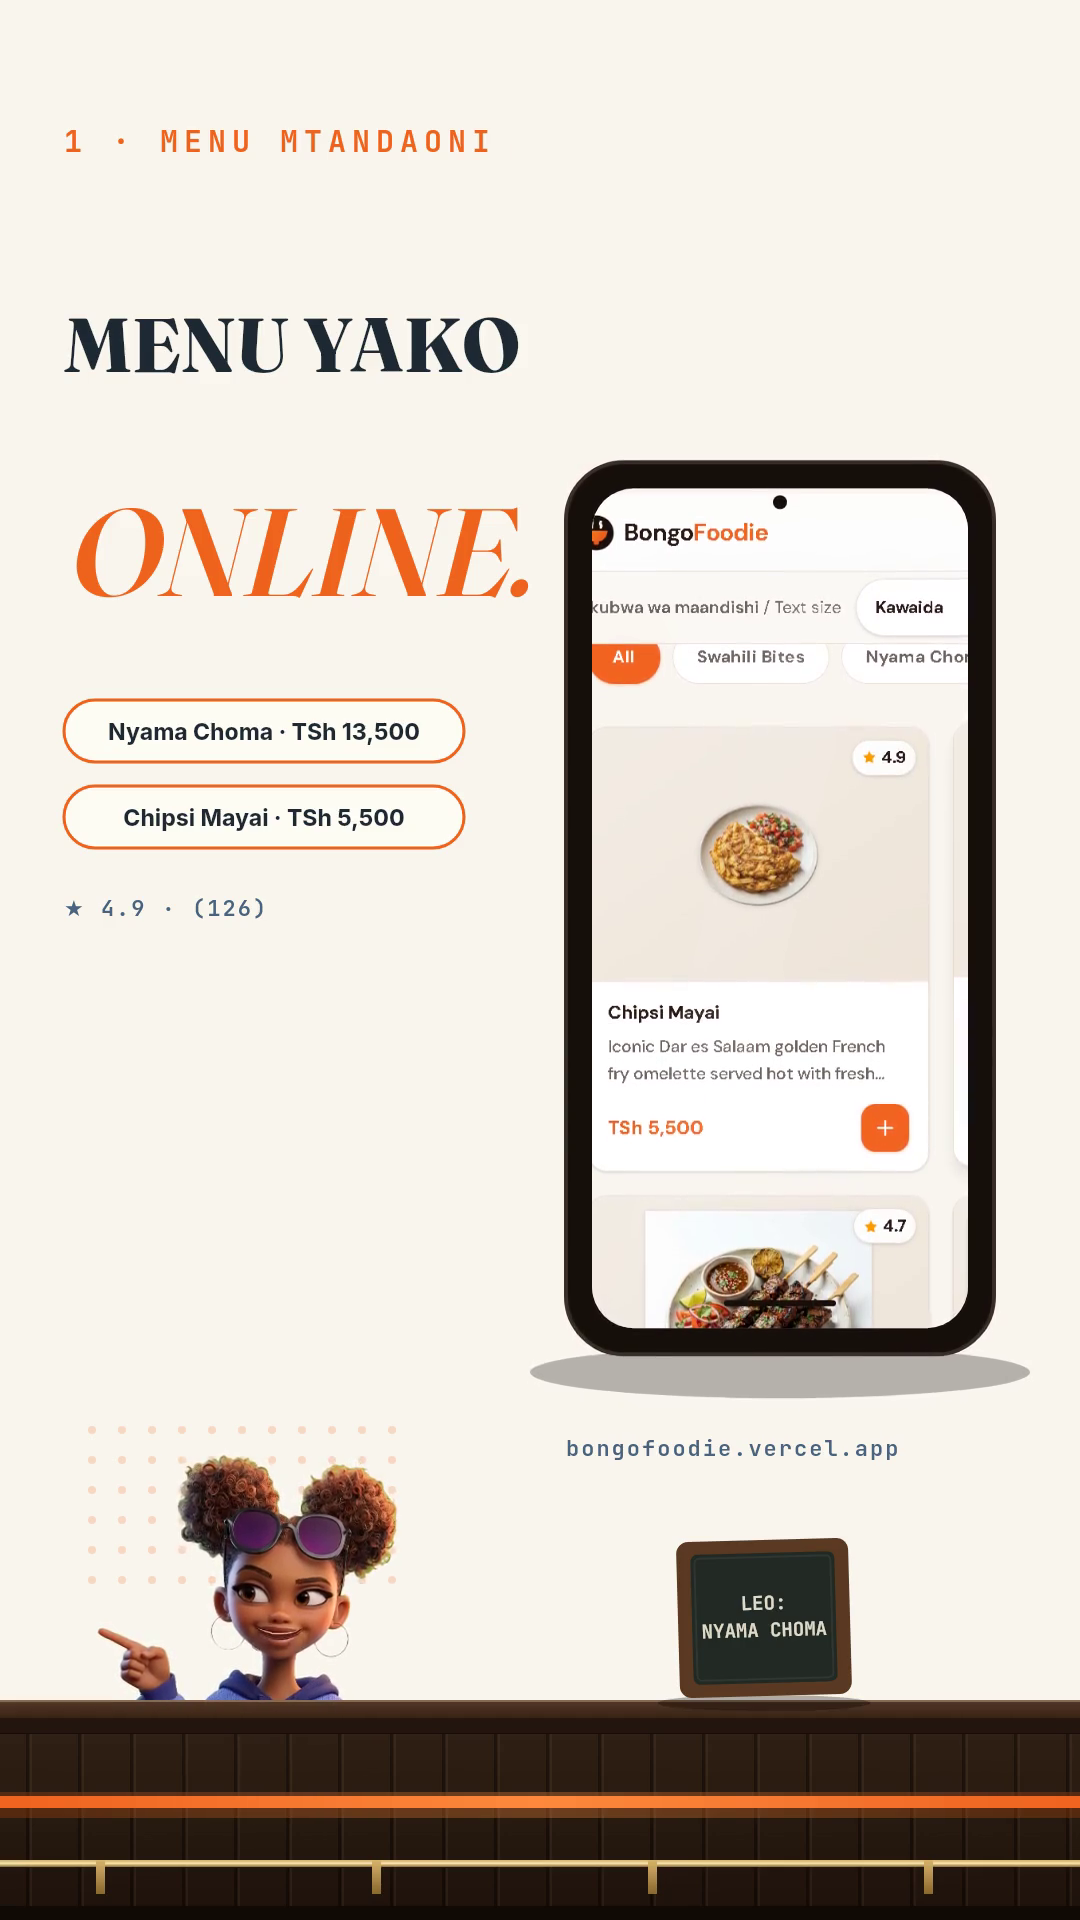 1 · MENU MTANDAONI
MENU YAKO
ONLINE.
Nyama Choma · TSh 13,500
Chipsi Mayai · TSh 5,500
★ 4.9 · (126)
BongoFoodie
kubwa wa maandishi / Text size
Kawaida
All
Swahili Bites
Nyama Chom
★ 4.9
Chipsi Mayai
Iconic Dar es Salaam golden French
fry omelette served hot with fresh...
TSh 5,500
+
★ 4.7
bongofoodie.vercel.app
LEO:
NYAMA CHOMA